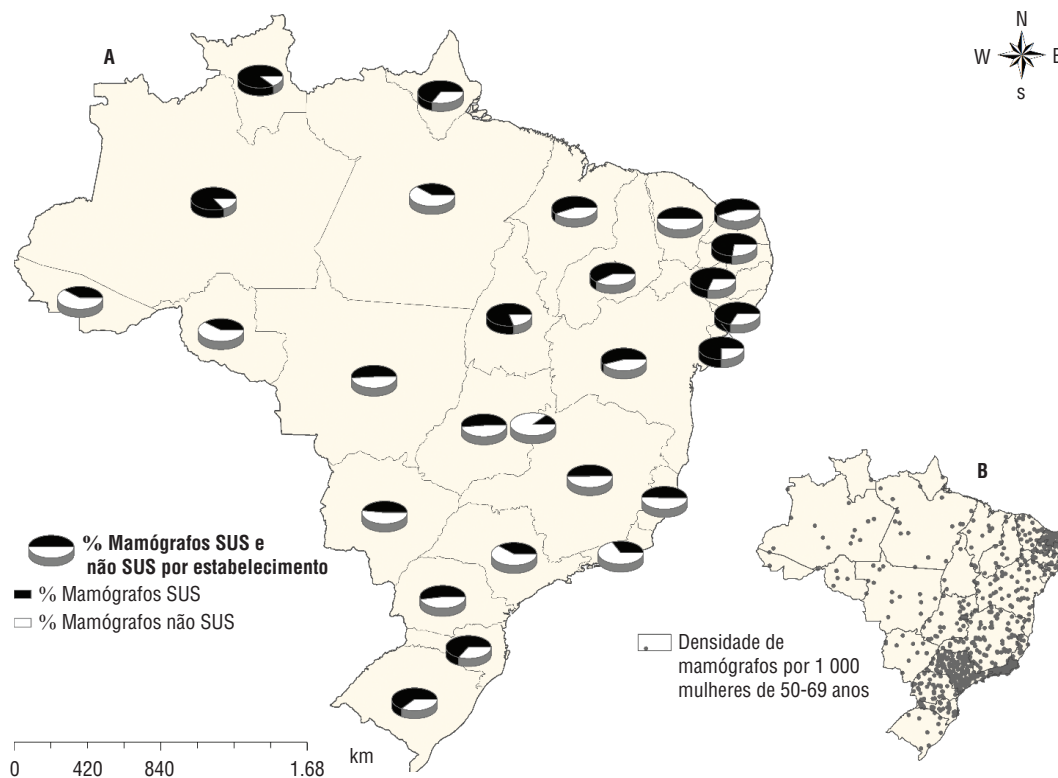 A
N
W
E
S
% Mamógrafos SUS e
não SUS por estabelecimento
% Mamógrafos SUS
% Mamógrafos não SUS
0 420 840 1.68
km
B
Densidade de
mamógrafos por 1 000
mulheres de 50-69 anos